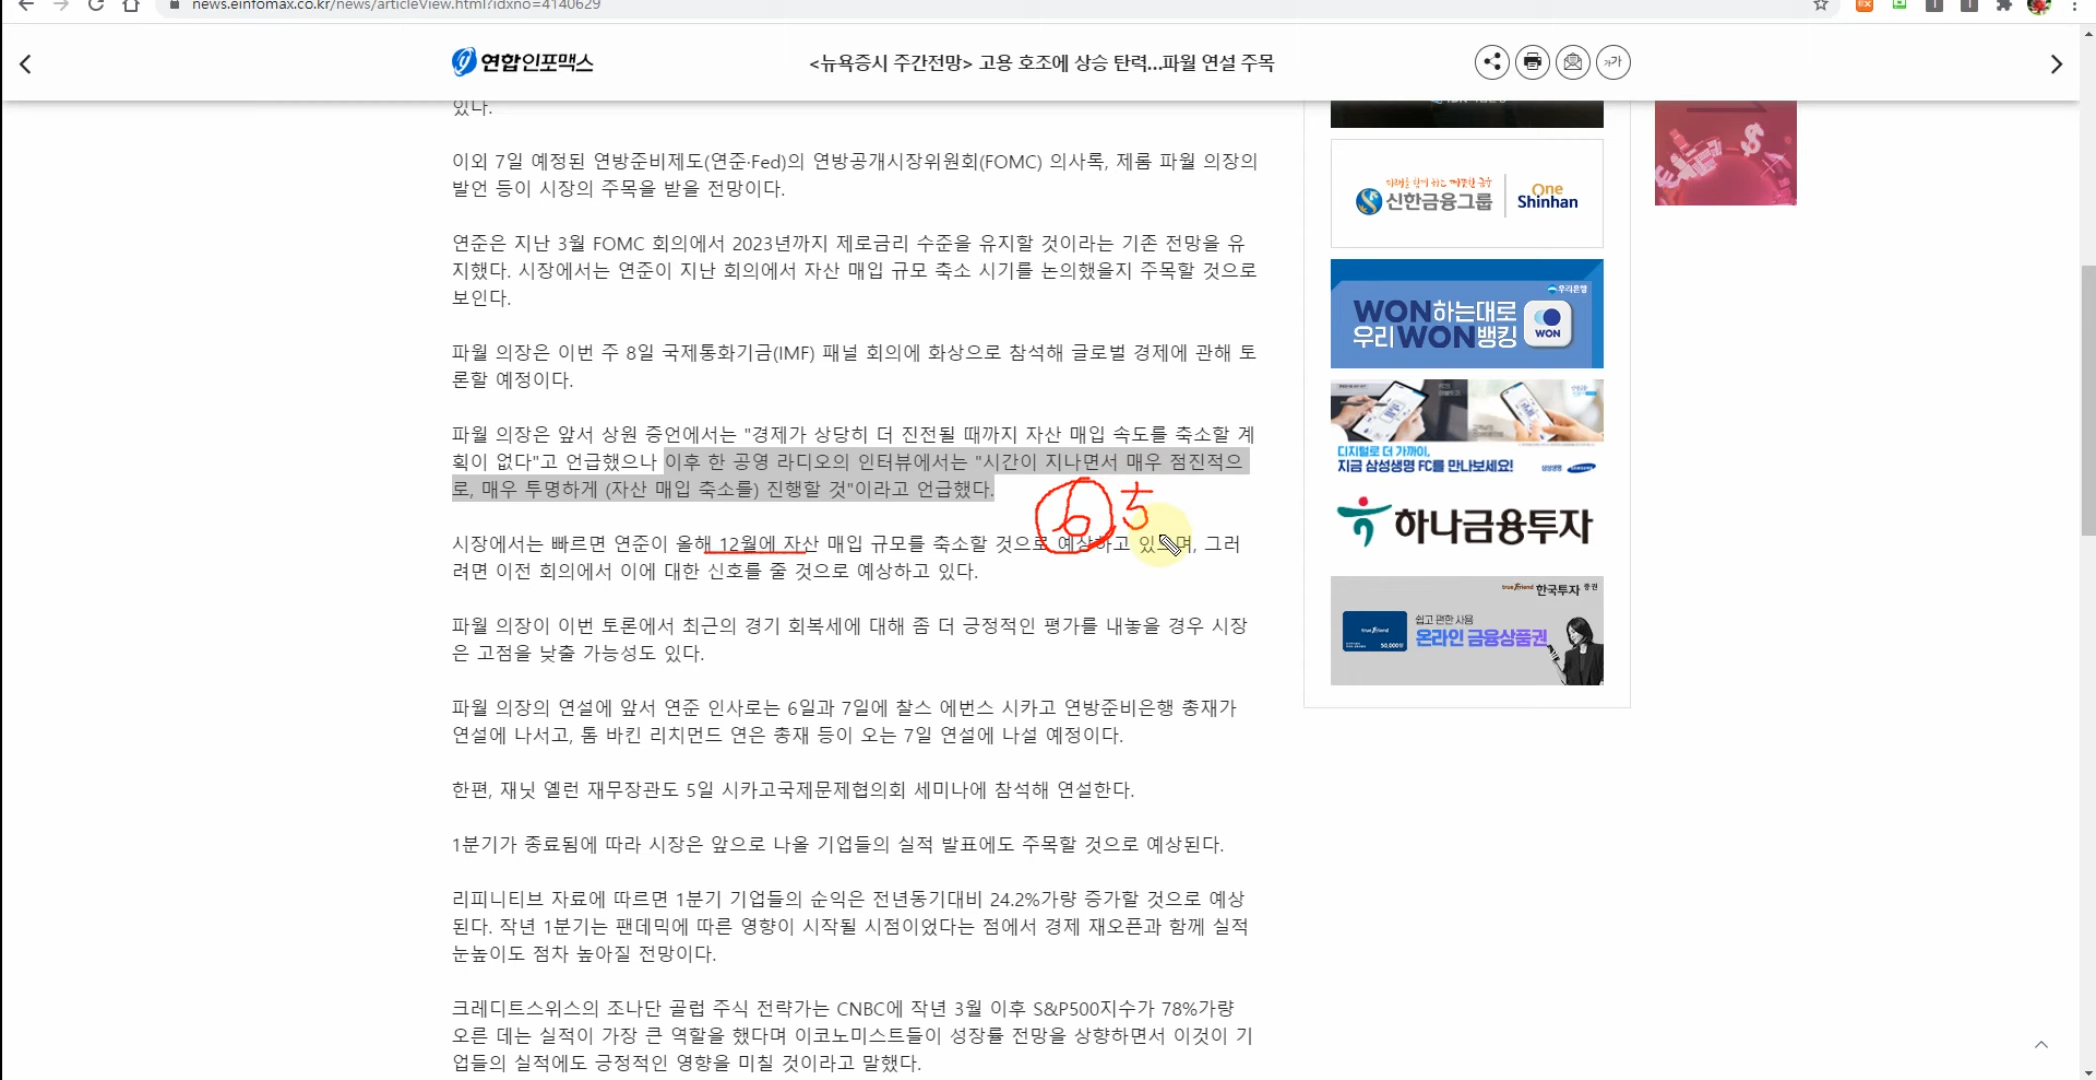 news.einfomax.co.kr/news/articleView.html?idxno=4140629
연합인포맥스
<뉴욕증시 주간전망> 고용 호조에 상승 탄력...파월 연설 주목
가가
있다.
이외 7일 예정된 연방준비제도(연준·Fed)의 연방공개시장위원회(FOMC) 의사록, 제롬 파월 의장의
발언 등이 시장의 주목을 받을 전망이다.
연준은 지난 3월 FOMC 회의에서 2023년까지 제로금리 수준을 유지할 것이라는 기존 전망을 유
지했다. 시장에서는 연준이 지난 회의에서 자산 매입 규모 축소 시기를 논의했을지 주목할 것으로
보인다.
파월 의장은 이번 주 8일 국제통화기금(IMF) 패널 회의에 화상으로 참석해 글로벌 경제에 관해 토
론할 예정이다.
파월 의장은 앞서 상원 증언에서는 "경제가 상당히 더 진전될 때까지 자산 매입 속도를 축소할 계
획이 없다"고 언급했으나 이후 한 공영 라디오의 인터뷰에서는 "시간이 지나면서 매우 점진적으
로, 매우 투명하게 (자산 매입 축소를) 진행할 것"이라고 언급했다.
6
시장에서는 빠르면 연준이 올해 12월에 자산 매입 규모를 축소할 것으로 예상하고 있으며, 그러
려면 이전 회의에서 이에 대한 신호를 줄 것으로 예상하고 있다.
파월 의장이 이번 토론에서 최근의 경기 회복세에 대해 좀 더 긍정적인 평가를 내놓을 경우 시장
은 고점을 낮출 가능성도 있다.
파월 의장의 연설에 앞서 연준 인사로는 6일과 7일에 찰스 에번스 시카고 연방준비은행 총재가
연설에 나서고, 톰 바킨 리치먼드 연은 총재 등이 오는 7일 연설에 나설 예정이다.
한편, 재닛 옐런 재무장관도 5일 시카고국제문제협의회 세미나에 참석해 연설한다.
1분기가 종료됨에 따라 시장은 앞으로 나올 기업들의 실적 발표에도 주목할 것으로 예상된다.
리피니티브 자료에 따르면 1분기 기업들의 순익은 전년동기대비 24.2%가량 증가할 것으로 예상
된다. 작년 1분기는 팬데믹에 따른 영향이 시작될 시점이었다는 점에서 경제 재오픈과 함께 실적
눈높이도 점차 높아질 전망이다.
크레디트스위스의 조나단 골럽 주식 전략가는 CNBC에 작년 3월 이후 S&P500지수가 78%가량
오른 데는 실적이 가장 큰 역할을 했다며 이코노미스트들이 성장률 전망을 상향하면서 이것이 기
업들의 실적에도 긍정적인 영향을 미칠 것이라고 말했다.
신한금융그룹
One
Shinhan
우리은행
WON하는대로
우리WON뱅킹
WON
디지털로 더 가까이,
지금 삼성생명 FC를 만나보세요!
삼성생명 SAMSUNG
하나금융투자
true friend 한국투자 증권
쉽고 편한 사용
온라인 금융상품권
true friend
50,000원